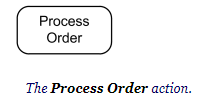 Process
Order
The Process Order action.